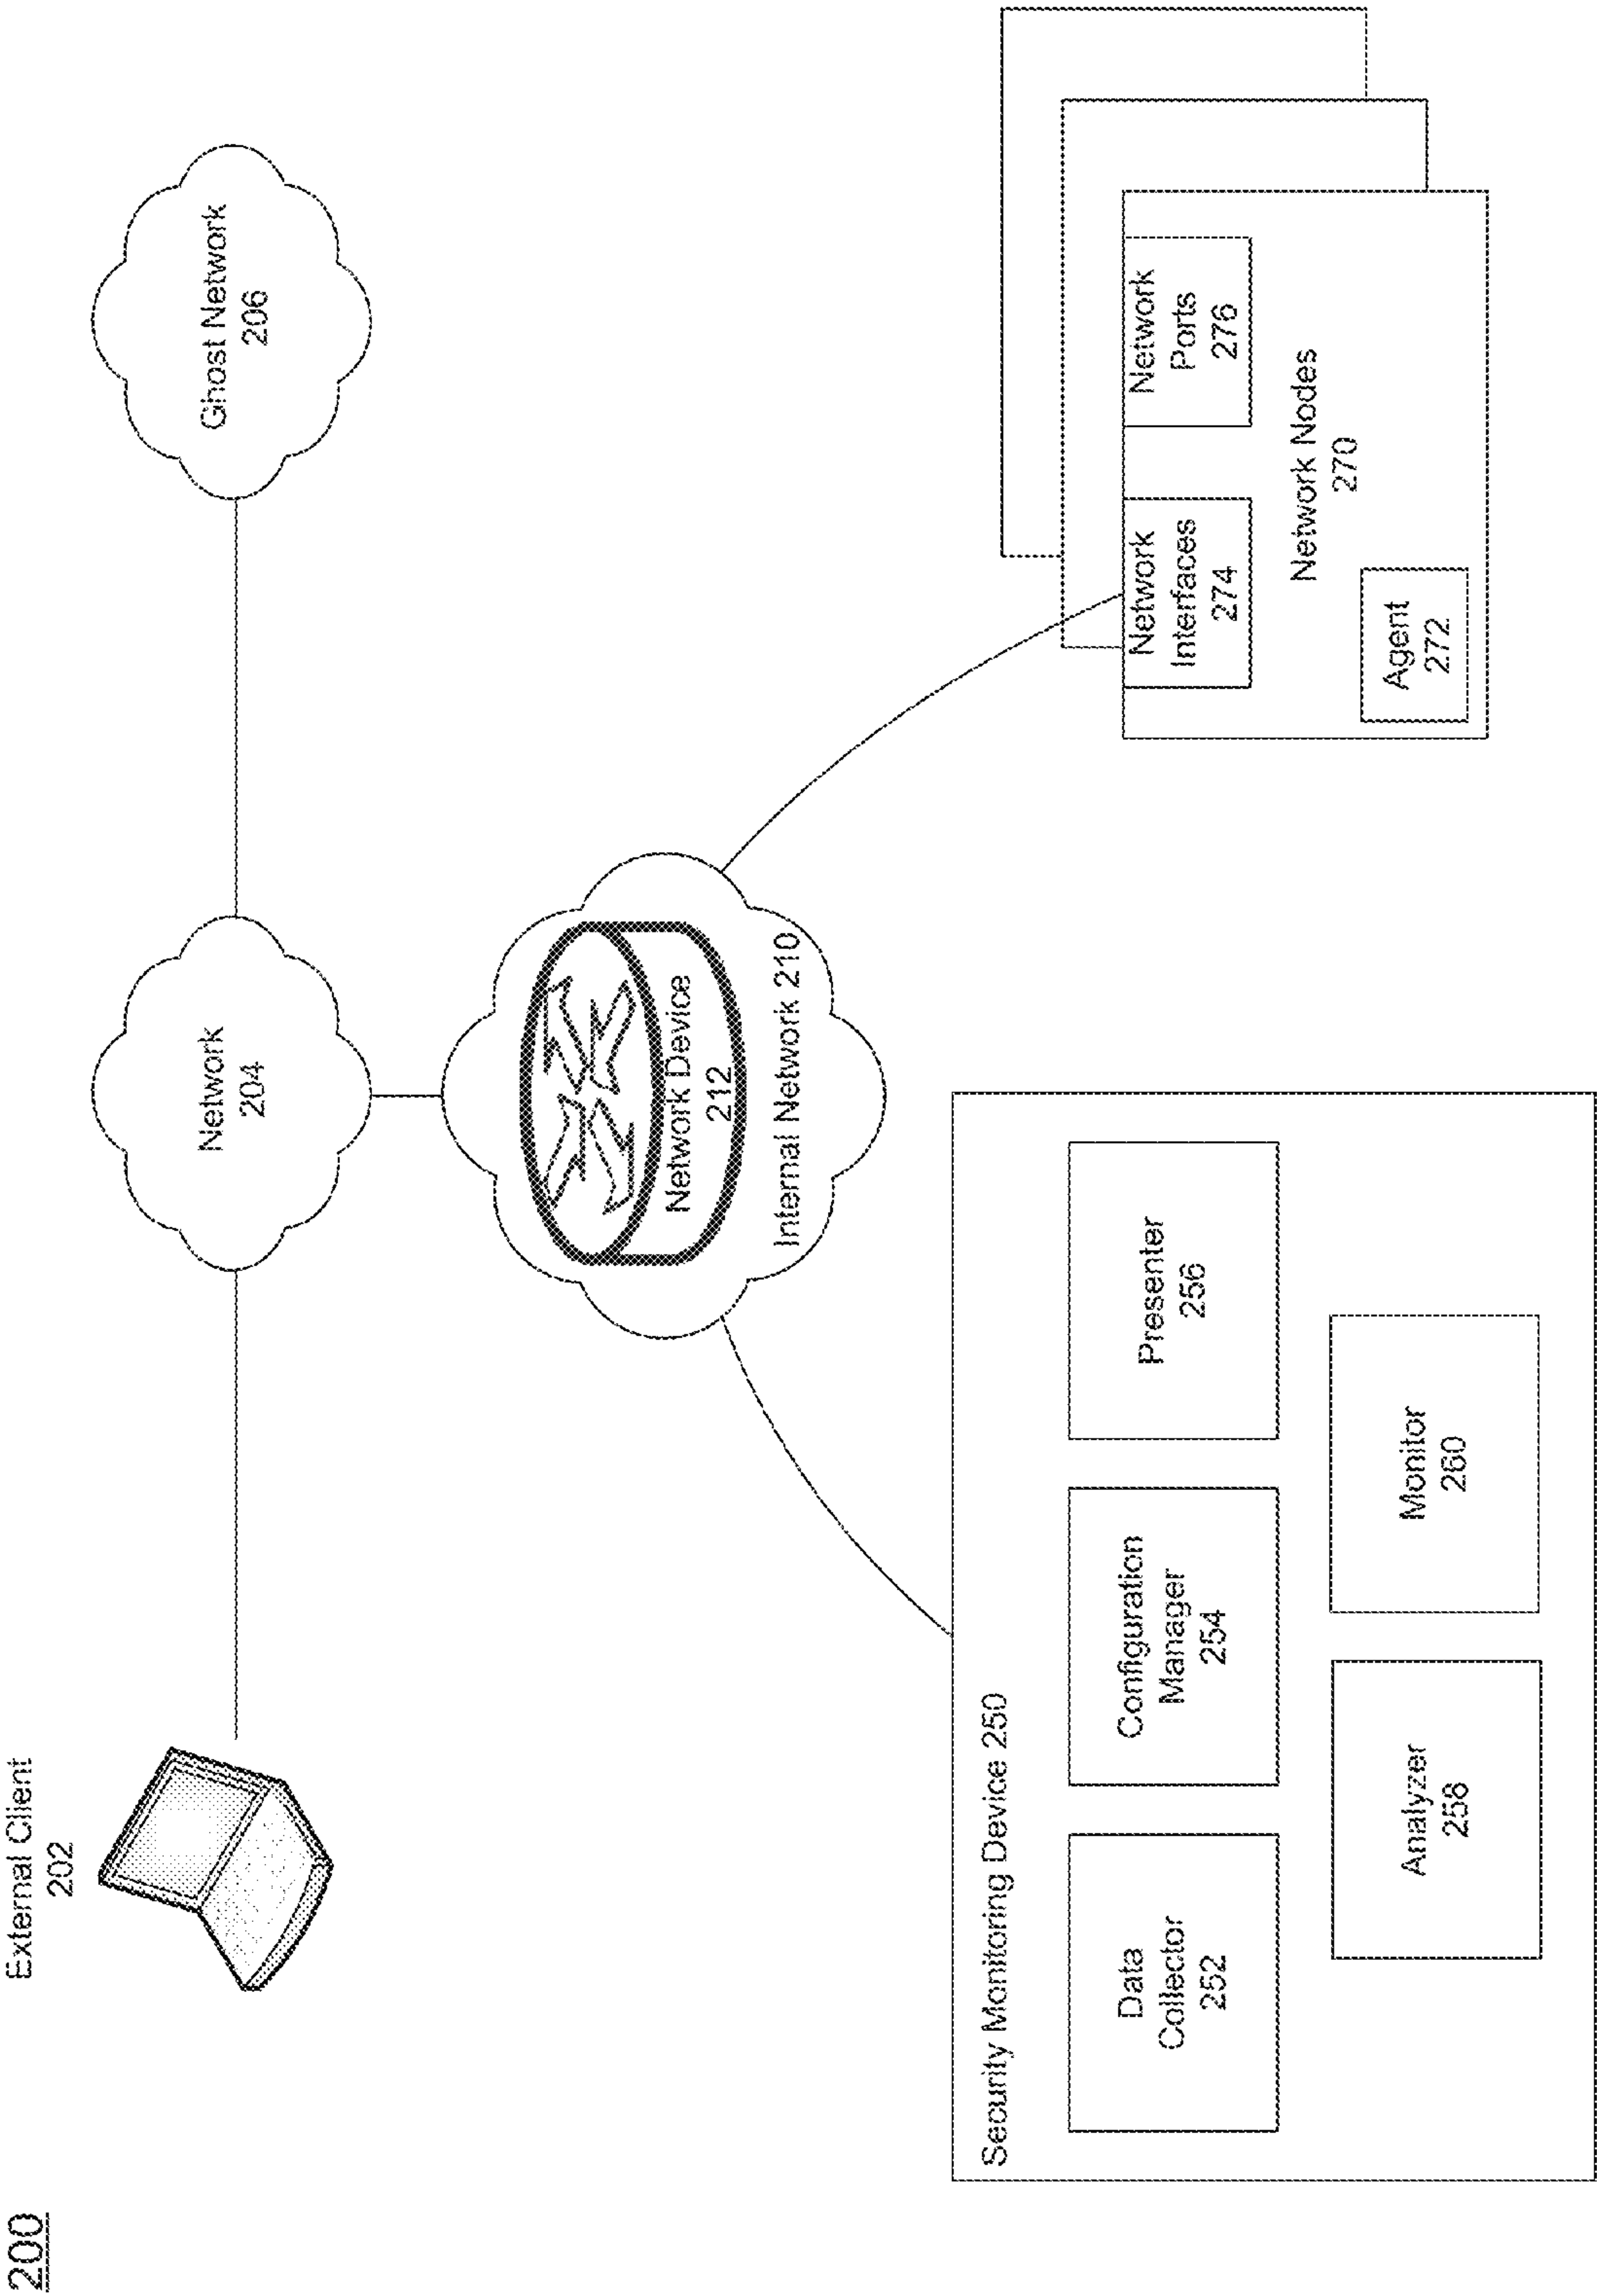 200
External Client
202
Network
204
Ghost Network
206
Network Device
212
Internal Network 210
Security Monitoring Device 250
Data
Collector
252
Configuration
Manager
254
Presenter
256
Analyzer
258
Monitor
260
Network
Interfaces
274
Network
Ports
276
Network Nodes
270
Agent
272